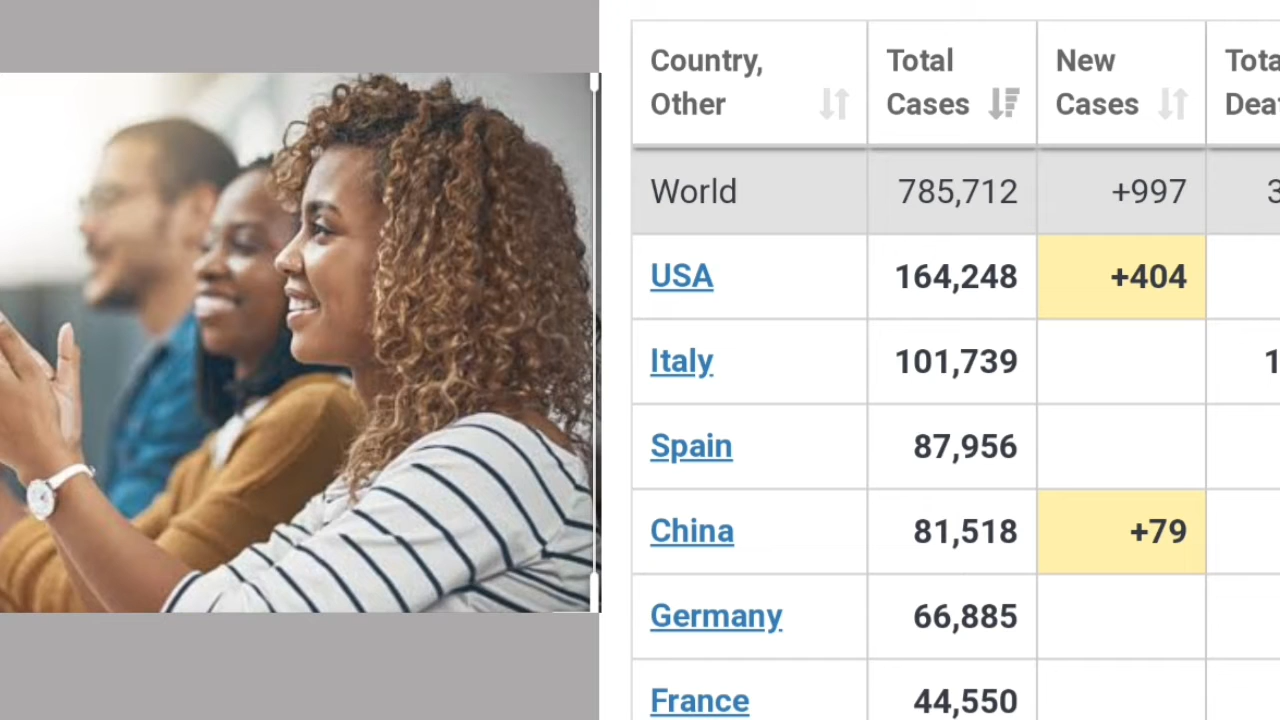 Country, Other	Total Cases	New Cases
World	785,712	+997
USA	164,248	+404
Italy	101,739
Spain	87,956
China	81,518	+79
Germany	66,885
France	44,550